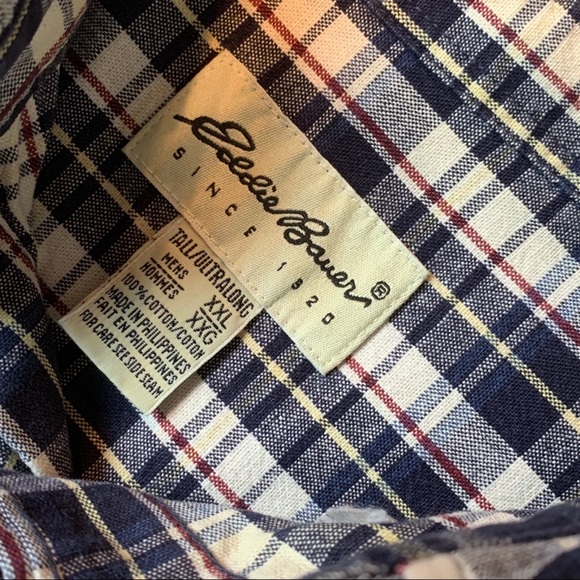 Eddie Bauer®
SINCE 1920
TALL/ULTRALONG
MENS XXL
HOMMES XXG
100% COTTON/COTON
MADE IN PHILIPPINES
FAIT EN PHILIPPINES
FOR CARE SEE SIDE SEAM